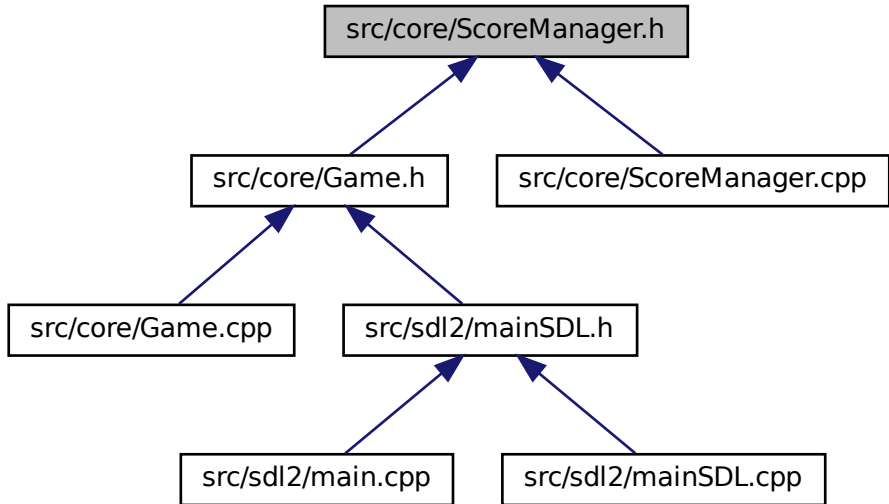 src/core/ScoreManager.h
src/core/Game.h
src/core/ScoreManager.cpp
src/core/Game.cpp
src/sdl2/mainSDL.h
src/sdl2/main.cpp
src/sdl2/mainSDL.cpp